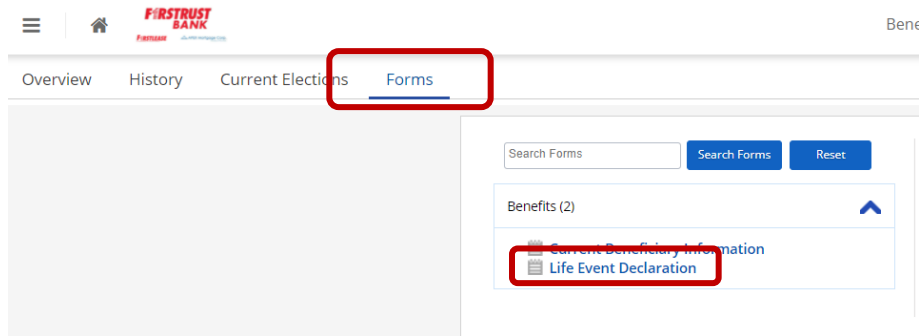 FIRSTRUST
BANK
Bene
Overview History Current Elections Forms
Search Forms Search Forms Reset
Benefits (2)
Current Beneficiary Information
Life Event Declaration